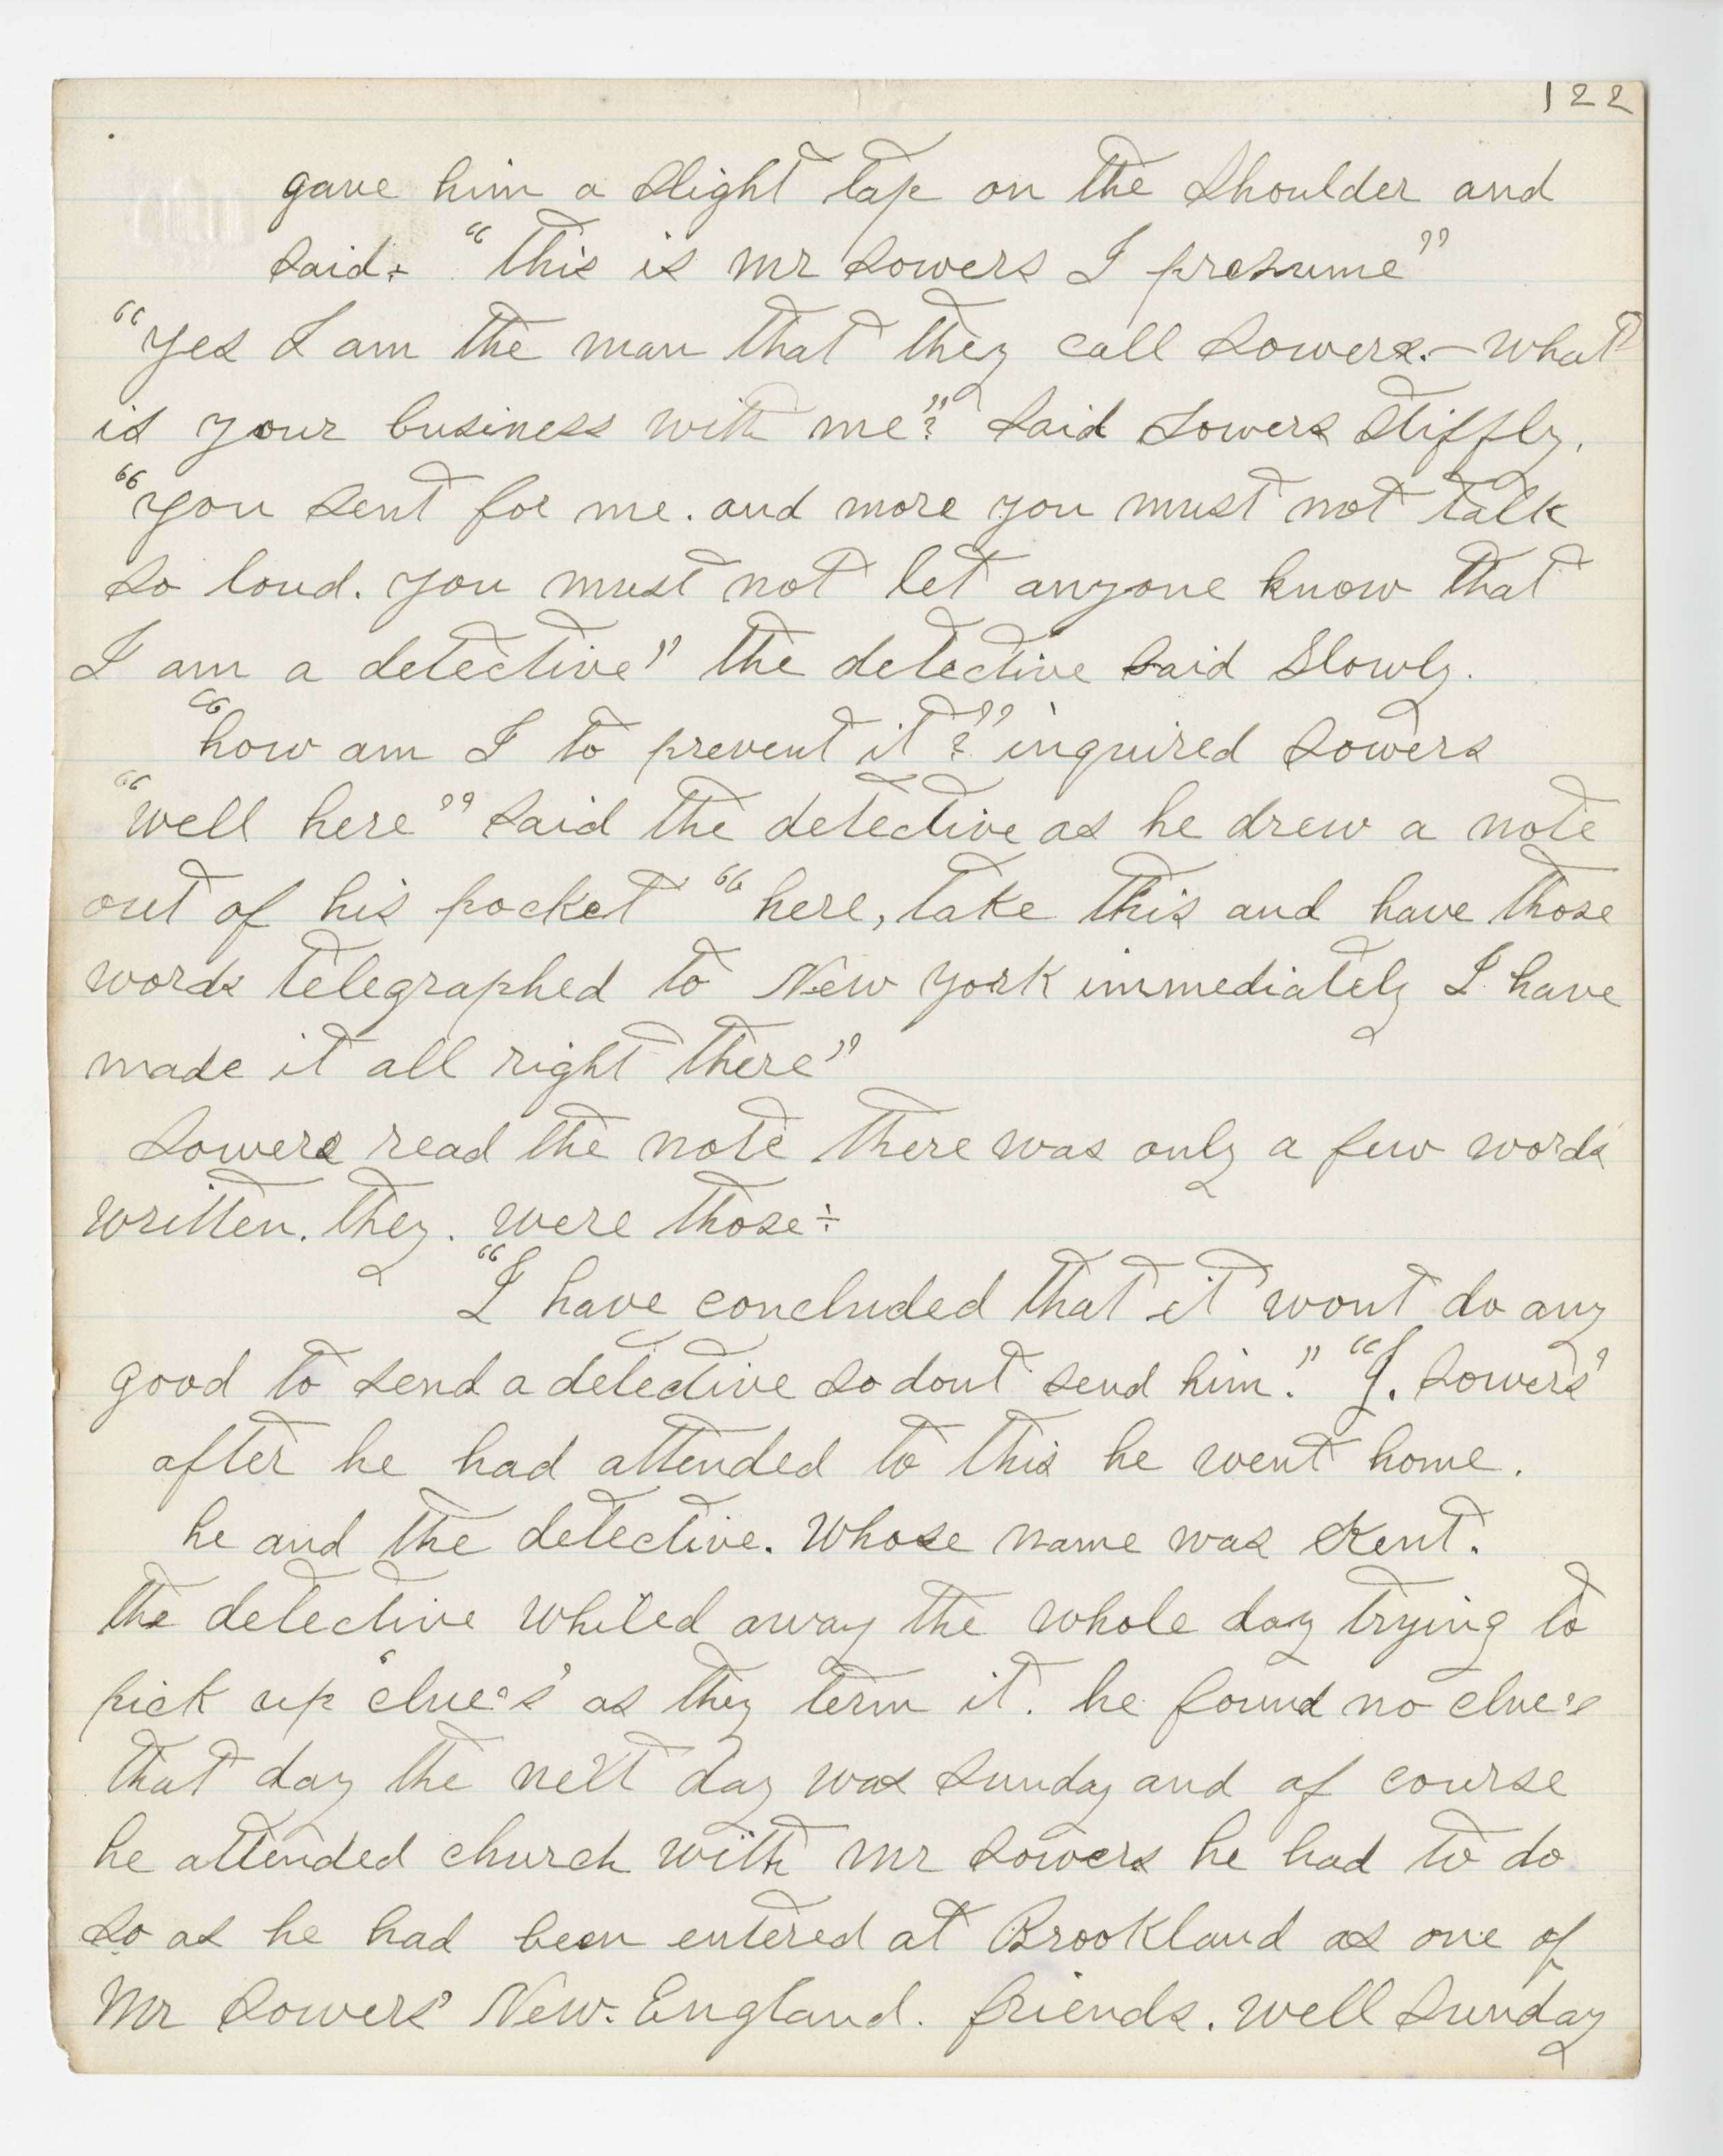 122
gave him a slight tap on the shoulder and
said÷ "this is mr Sowers I presume"
"yes I am the man that they call Sowers.— what
is your business with me"? said Sowers stiffly.
"you sent for me. and more you must not talk
so loud. you must not let anyone know that
I am a detective" the detective said slowly.
"how am I to prevent it?" inquired Sowers
"well here" said the detective as he drew a note
out of his pocket "here, take this and have those
words telegraphed to New york immediately I have
made it all right there"
Sowers read the note there was only a few words
written. they. were those÷
"I have concluded that it wont do any
good to send a detective so dont send him." "J. Sowers"
after he had attended to this he went home.
he and the detective. whose name was Kent.
the detective whiled away the whole day trying to
pick up 'clue's' as they term it. he found no clue's
that day the next day was sunday and of course
he attended church with mr Sowers he had to do
so as he had been entered at Brookland as one of
Mr Sowers' New. England. friends. well Sunday